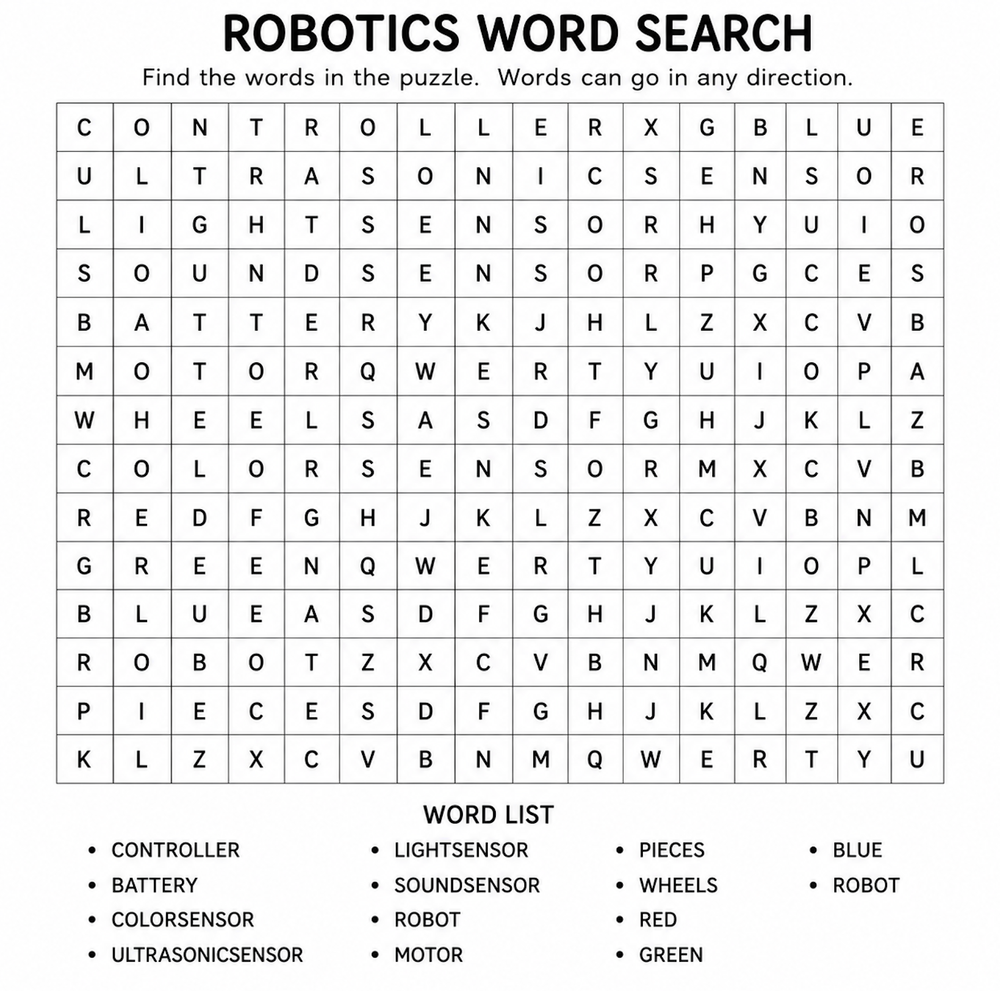 ROBOTICS WORD SEARCH
Find the words in the puzzle. Words can go in any direction.
C O N T R O L L E R X G B L U E
U L T R A S O N I C S E N S O R
L I G H T S E N S O R H Y U I O
S O U N D S E N S O R P G C E S
B A T T E R Y K J H L Z X C V B
M O T O R Q W E R T Y U I O P A
W H E E L S A S D F G H J K L Z
C O L O R S E N S O R M X C V B
R E D F G H J K L Z X C V B N M
G R E E N Q W E R T Y U I O P L
B L U E A S D F G H J K L Z X C
R O B O T Z X C V B N M Q W E R
P I E C E S D F G H J K L Z X C
K L Z X C V B N M Q W E R T Y U
WORD LIST
• CONTROLLER • LIGHTSENSOR • PIECES • BLUE
• BATTERY • SOUNDSENSOR • WHEELS • ROBOT
• COLORSENSOR • ROBOT • RED
• ULTRASONICSENSOR • MOTOR • GREEN